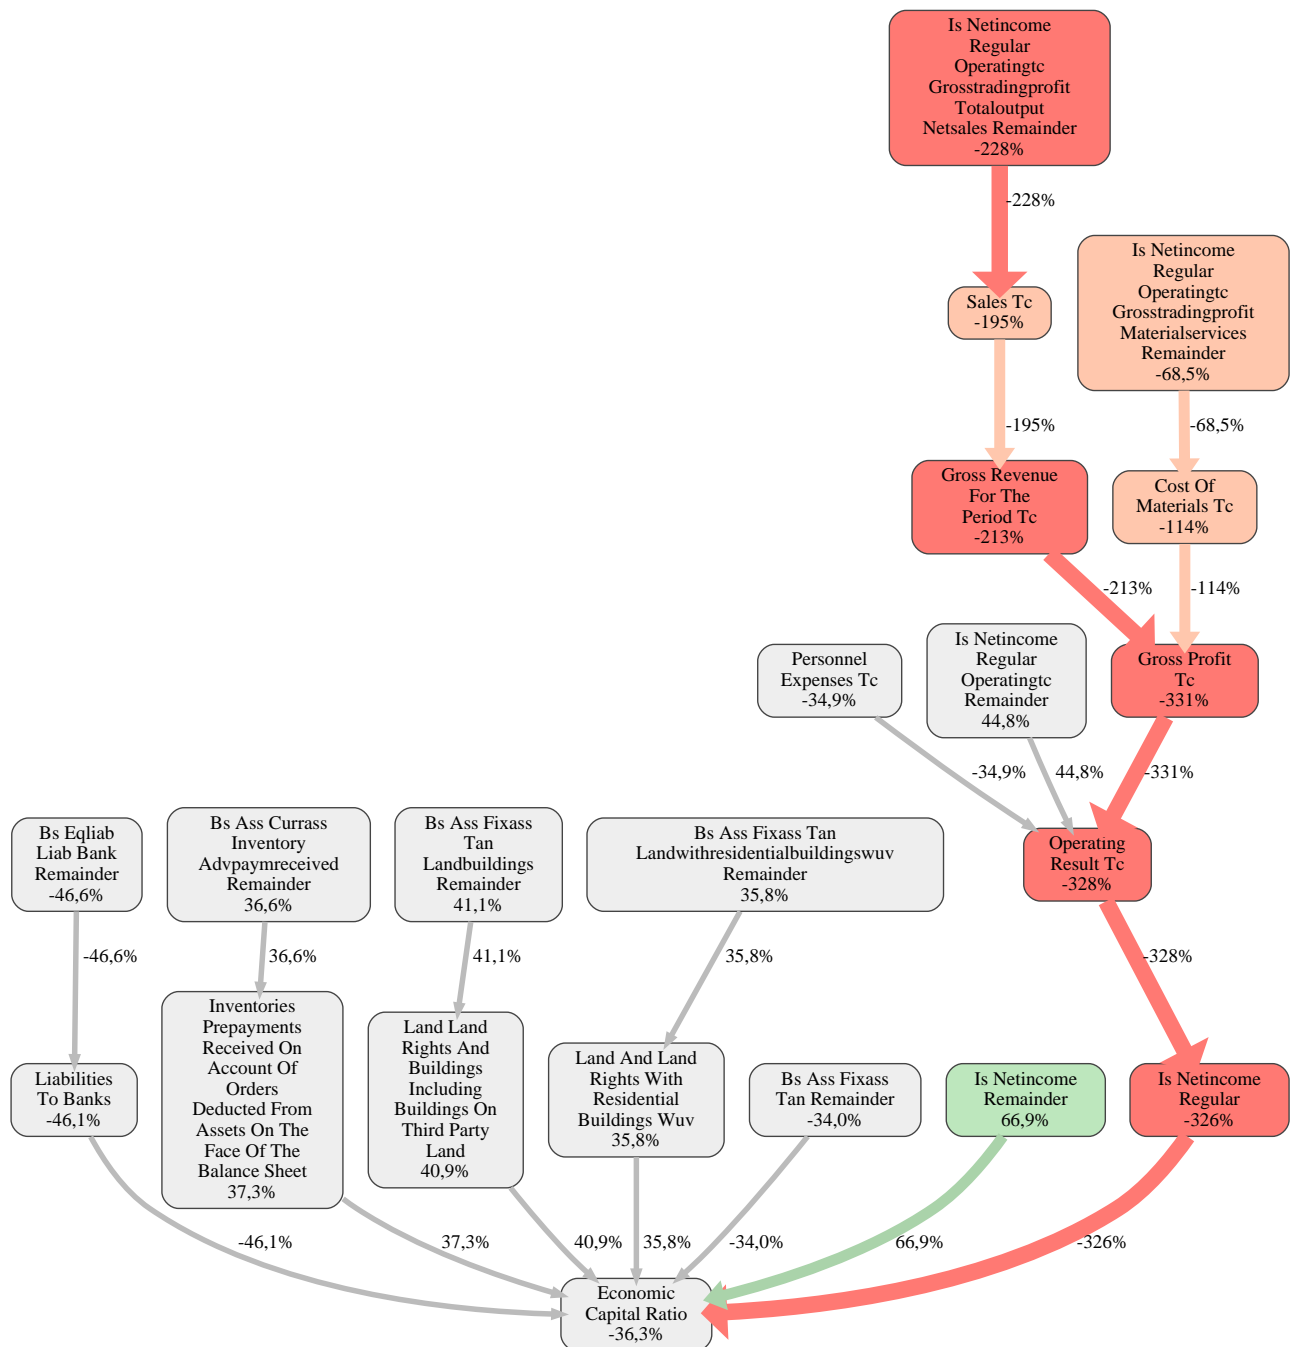 Is Netincome
Regular
Operatingtc
Grosstradingprofit
Totaloutput
Netsales Remainder
-228%
-228%
Is Netincome
Regular
Operatingtc
Grosstradingprofit
Materialservices
Remainder
-68,5%
Sales Tc
-195%
-195%
-68,5%
Gross Revenue
For The
Period Tc
-213%
Cost Of
Materials Tc
-114%
-213%
-114%
Personnel
Expenses Tc
-34,9%
Is Netincome
Regular
Operatingtc
Remainder
44,8%
Gross Profit
Tc
-331%
-34,9%
44,8%
-331%
Bs Eqliab
Liab Bank
Remainder
-46,6%
Bs Ass Currass
Inventory
Advpaymreceived
Remainder
36,6%
Bs Ass Fixass
Tan
Landbuildings
Remainder
41,1%
Bs Ass Fixass Tan
Landwithresidentialbuildingswuv
Remainder
35,8%
Operating
Result Tc
-328%
-46,6%
36,6%
41,1%
35,8%
-328%
Liabilities
To Banks
-46,1%
Inventories
Prepayments
Received On
Account Of
Orders
Deducted From
Assets On The
Face Of The
Balance Sheet
37,3%
Land Land
Rights And
Buildings
Including
Buildings On
Third Party
Land
40,9%
Land And Land
Rights With
Residential
Buildings Wuv
35,8%
Bs Ass Fixass
Tan Remainder
-34,0%
Is Netincome
Remainder
66,9%
Is Netincome
Regular
-326%
-46,1%
37,3%
40,9%
35,8%
-34,0%
66,9%
-326%
Economic
Capital Ratio
-36,3%